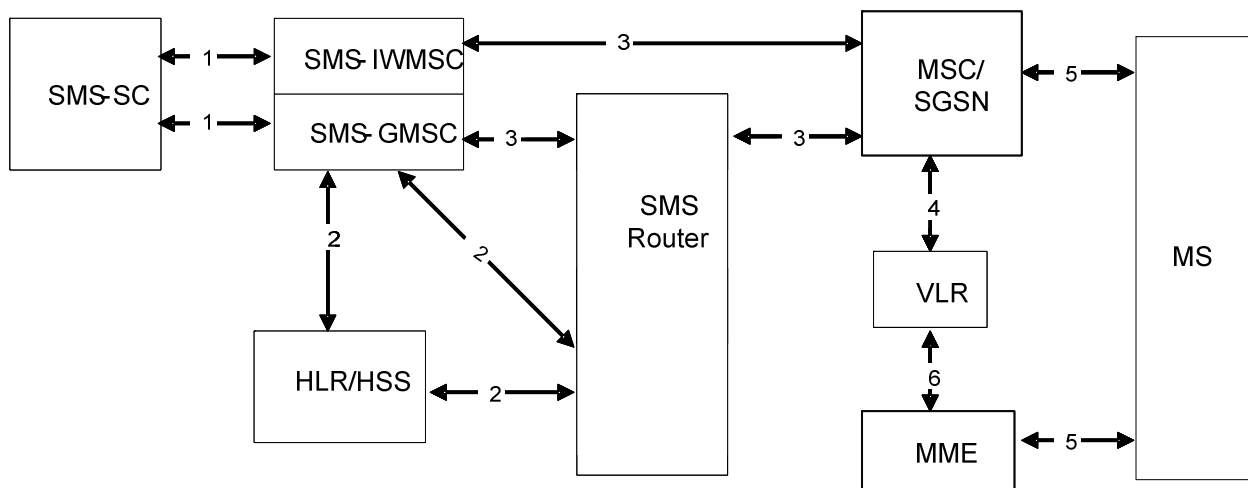 SMS-SC
1
1
SMS-IWMSC
SMS-GMSC
3
3
3
MSC/
SGSN
5
MS
SMS
Router
2
2
2
HLR/HSS
4
VLR
6
MME
5